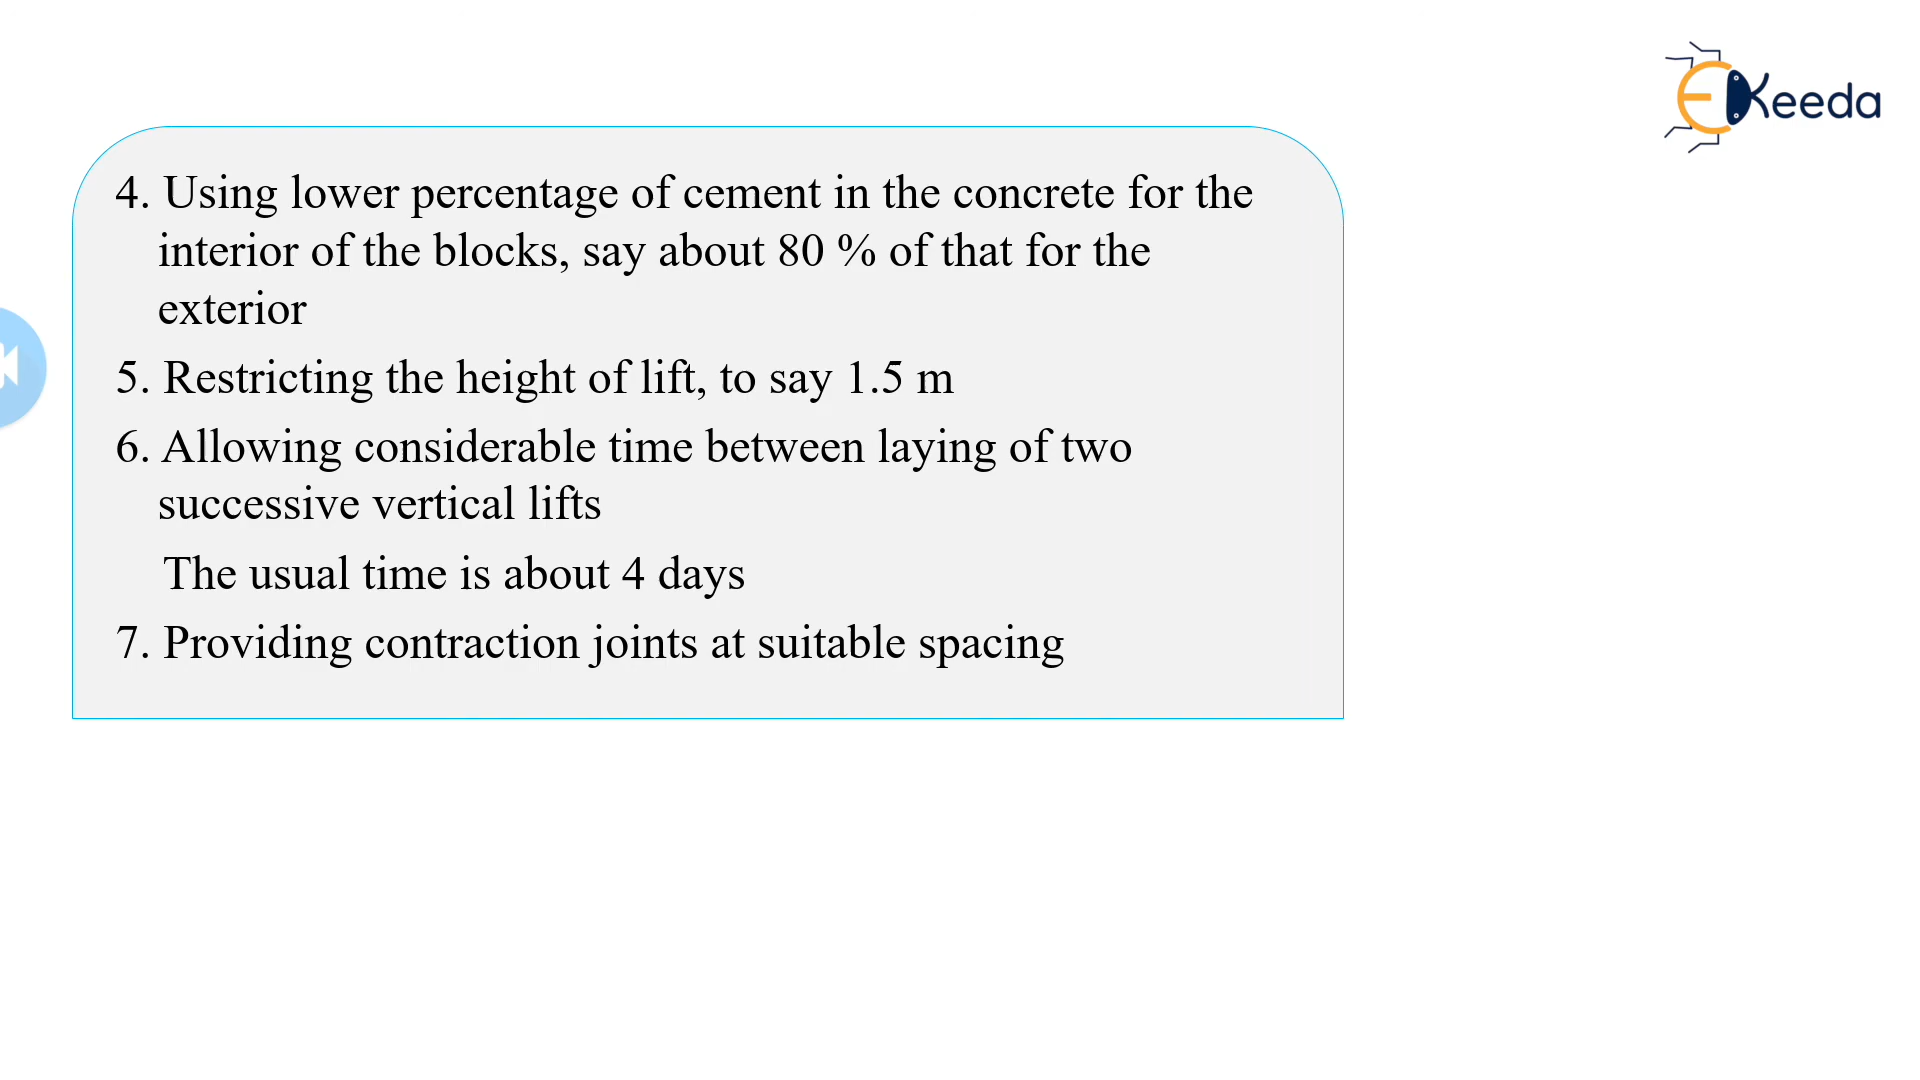 EKeeda
4. Using lower percentage of cement in the concrete for the
interior of the blocks, say about 80 % of that for the
exterior
5. Restricting the height of lift, to say 1.5 m
6. Allowing considerable time between laying of two
successive vertical lifts
The usual time is about 4 days
7. Providing contraction joints at suitable spacing